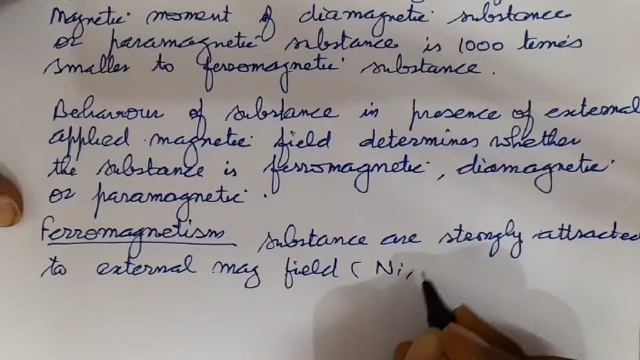 Magnetic moment of diamagnetic substance
or paramagnetic substance is 1000 times
smaller to ferromagnetic substance.
Behaviour of substance in presence of external
applied magnetic field determines whether
the substance is ferromagnetic, diamagnetic
or paramagnetic.
Ferromagnetism substance are strongly attracted
to external mag field (Ni,